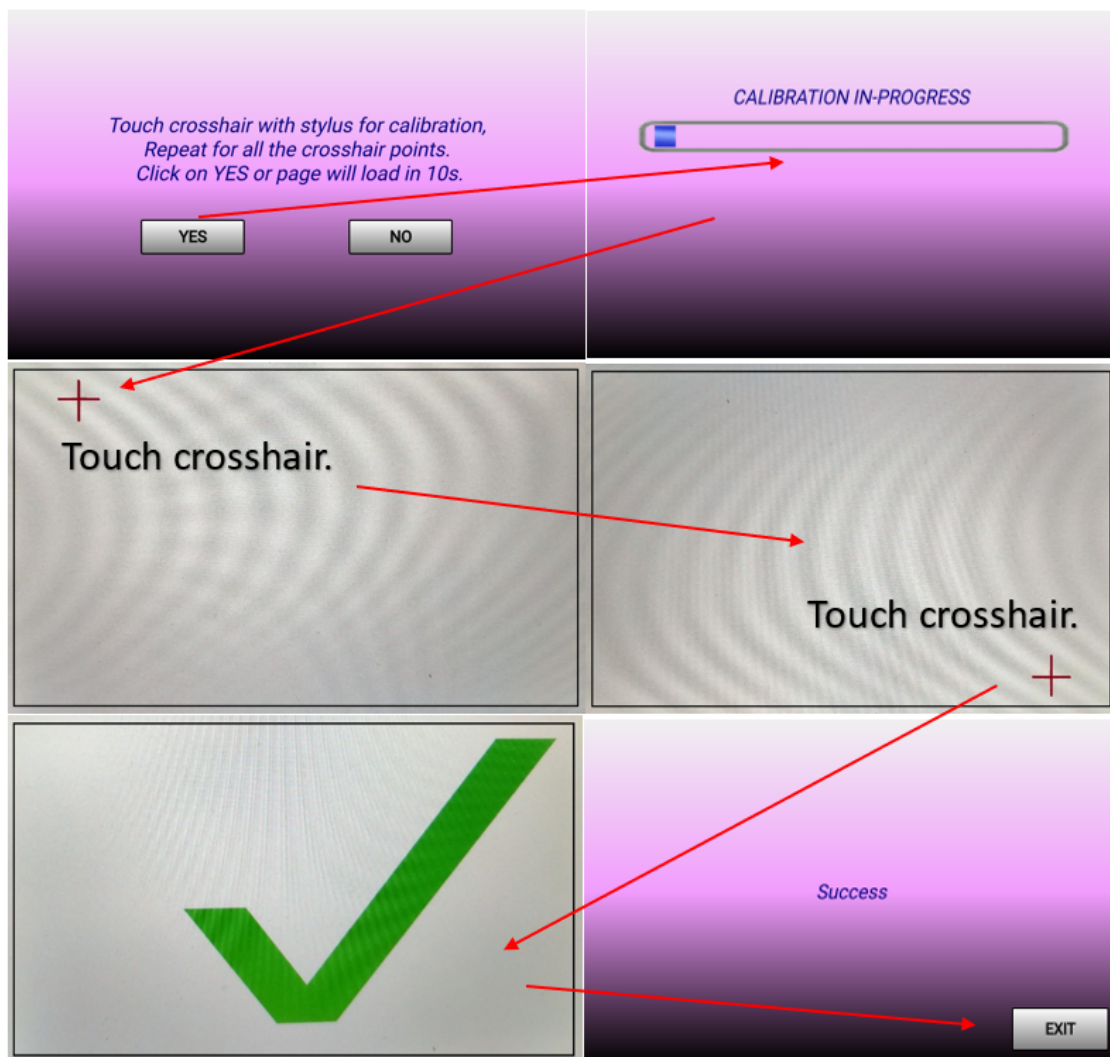 Touch crosshair with stylus for calibration,
Repeat for all the crosshair points.
Click on YES or page will load in 10s.
YES
NO
CALIBRATION IN-PROGRESS
Touch crosshair.
Touch crosshair.
Success
EXIT